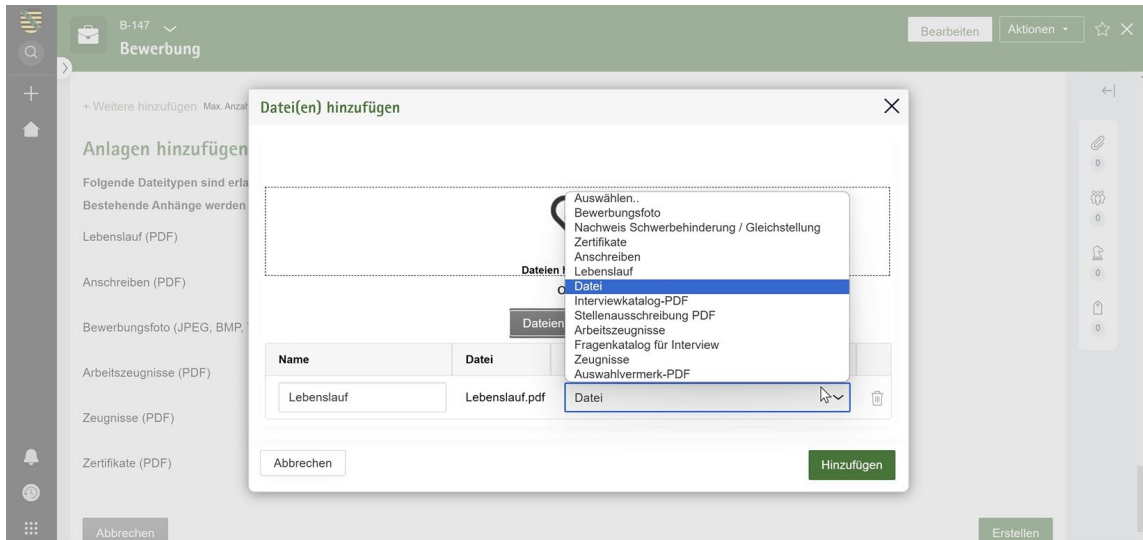 B-147
Bewerbung
Bearbeiten
Aktionen
+ Weitere hinzufügen Max.
Datei(en) hinzufügen
Anlagen hinzufügen
Folgende Dateitypen sind
Bestehende Anhänge werden
Lebenslauf (PDF)
Anschreiben (PDF)
Bewerbungsfoto (JPEG, BMP,
Arbeitszeugnisse (PDF)
Zeugnisse (PDF)
Zertifikate (PDF)
Dateien
Dateien
Auswählen..
Bewerbungsfoto
Nachweis Schwerbehinderung / Gleichstellung
Zertifikate
Anschreiben
Lebenslauf
Datei
Interviewkatalog-PDF
Stellenausschreibung PDF
Arbeitszeugnisse
Fragenkatalog für Interview
Zeugnisse
Auswahlvermerk-PDF
Name Datei
Lebenslauf Lebenslauf.pdf Datei
Abbrechen Hinzufügen
Abbrechen Erstellen
0
0
0
0